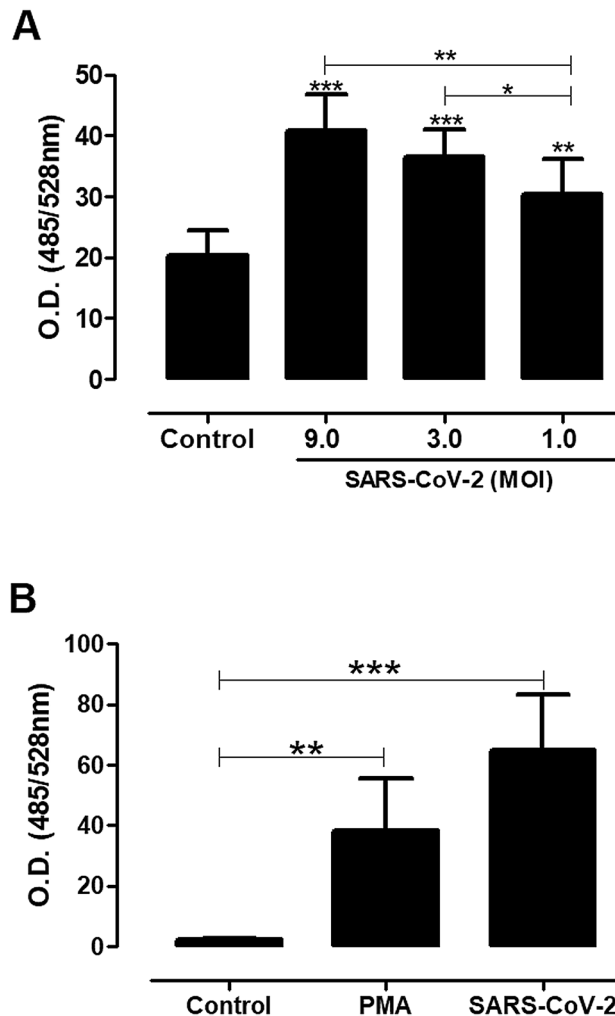 A
**
50
***
*
40
***
**
30
20
10
0
O.D. (485/528nm)
Control 9.0 3.0 1.0
SARS-CoV-2 (MOI)
B
100
***
80
**
60
40
20
0
O.D. (485/528nm)
Control PMA SARS-CoV-2